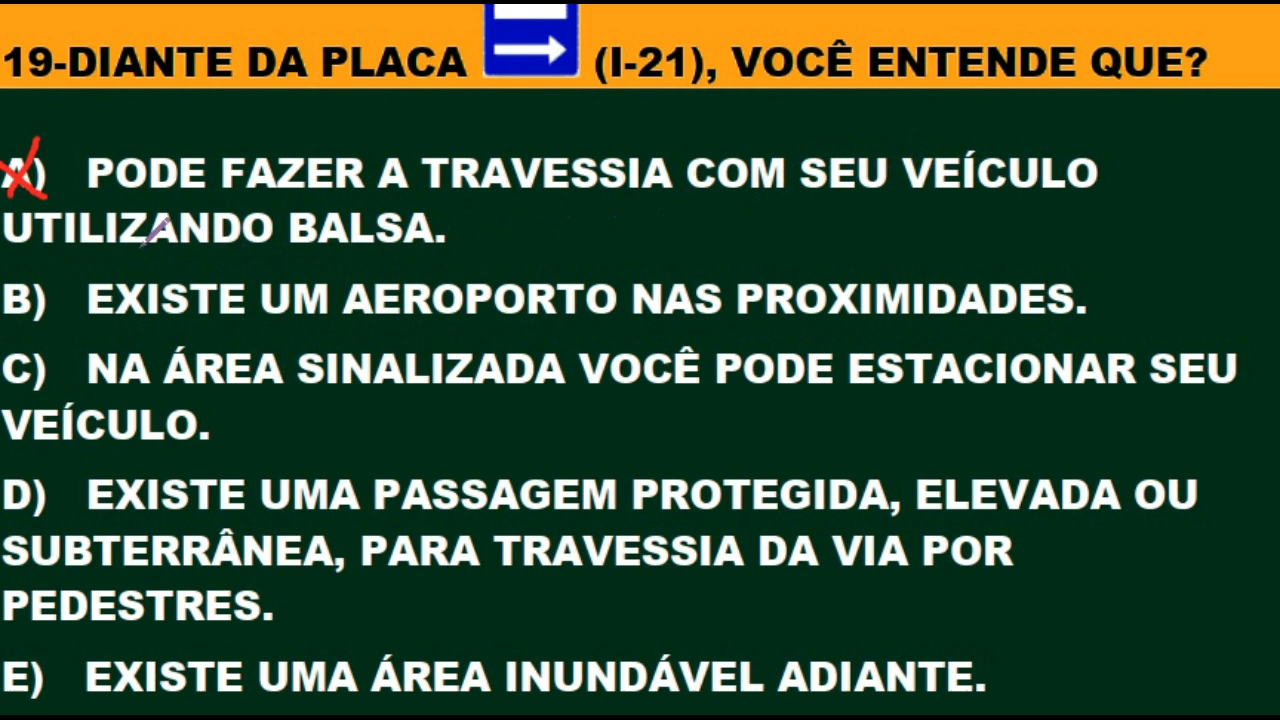 19-DIANTE DA PLACA (I-21), VOCÊ ENTENDE QUE?
A) PODE FAZER A TRAVESSIA COM SEU VEÍCULO
UTILIZANDO BALSA.
B) EXISTE UM AEROPORTO NAS PROXIMIDADES.
C) NA ÁREA SINALIZADA VOCÊ PODE ESTACIONAR SEU
VEÍCULO.
D) EXISTE UMA PASSAGEM PROTEGIDA, ELEVADA OU
SUBTERRÂNEA, PARA TRAVESSIA DA VIA POR
PEDESTRES.
E) EXISTE UMA ÁREA INUNDÁVEL ADIANTE.